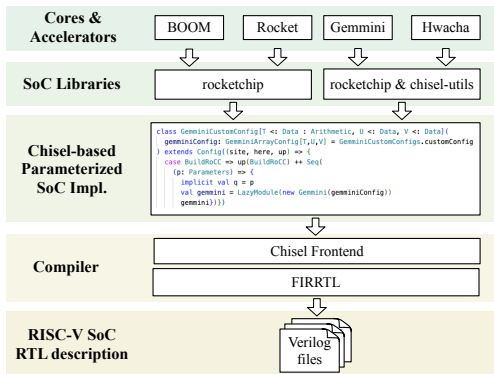 Cores &
Accelerators
BOOM
Rocket
Gemmini
Hwacha
SoC Libraries
rocketchip
rocketchip & chisel-utils
Chisel-based
Parameterized
SoC Impl.
class GemminiCustomConfig[T <: Data : Arithmetic, U <: Data, V <: Data](
gemminiConfig: GemminiArrayConfig[T,U,V] = GemminiCustomConfigs.customConfig
) extends Config((site, here, up) => {
case BuildRoCC => up(BuildRoCC) ++ Seq(
(p: Parameters) => {
implicit val q = p
val gemmini = LazyModule(new Gemmini(gemminiConfig))
gemmini})})
Compiler
Chisel Frontend
FIRRTL
RISC-V SoC
RTL description
Verilog
files